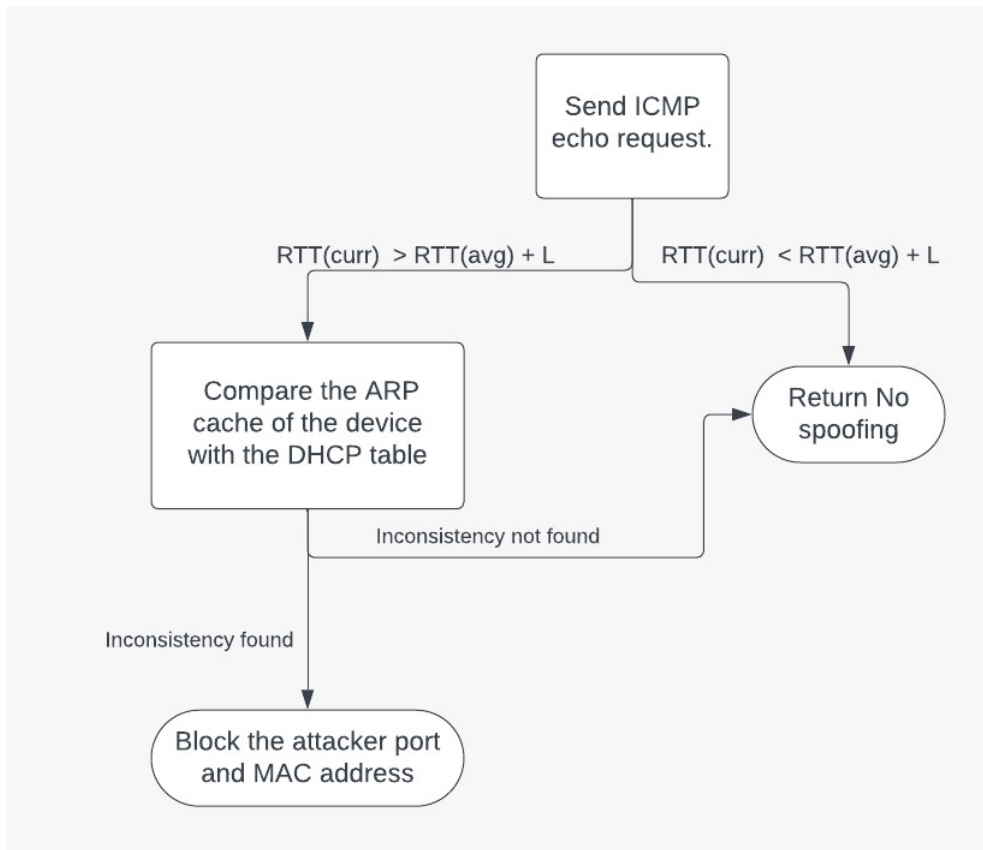 Send ICMP
echo request.
RTT(curr)  > RTT(avg) + L
RTT(curr)  < RTT(avg) + L
Compare the ARP
cache of the device
with the DHCP table
Return No
spoofing
Inconsistency not found
Inconsistency found
Block the attacker port
and MAC address